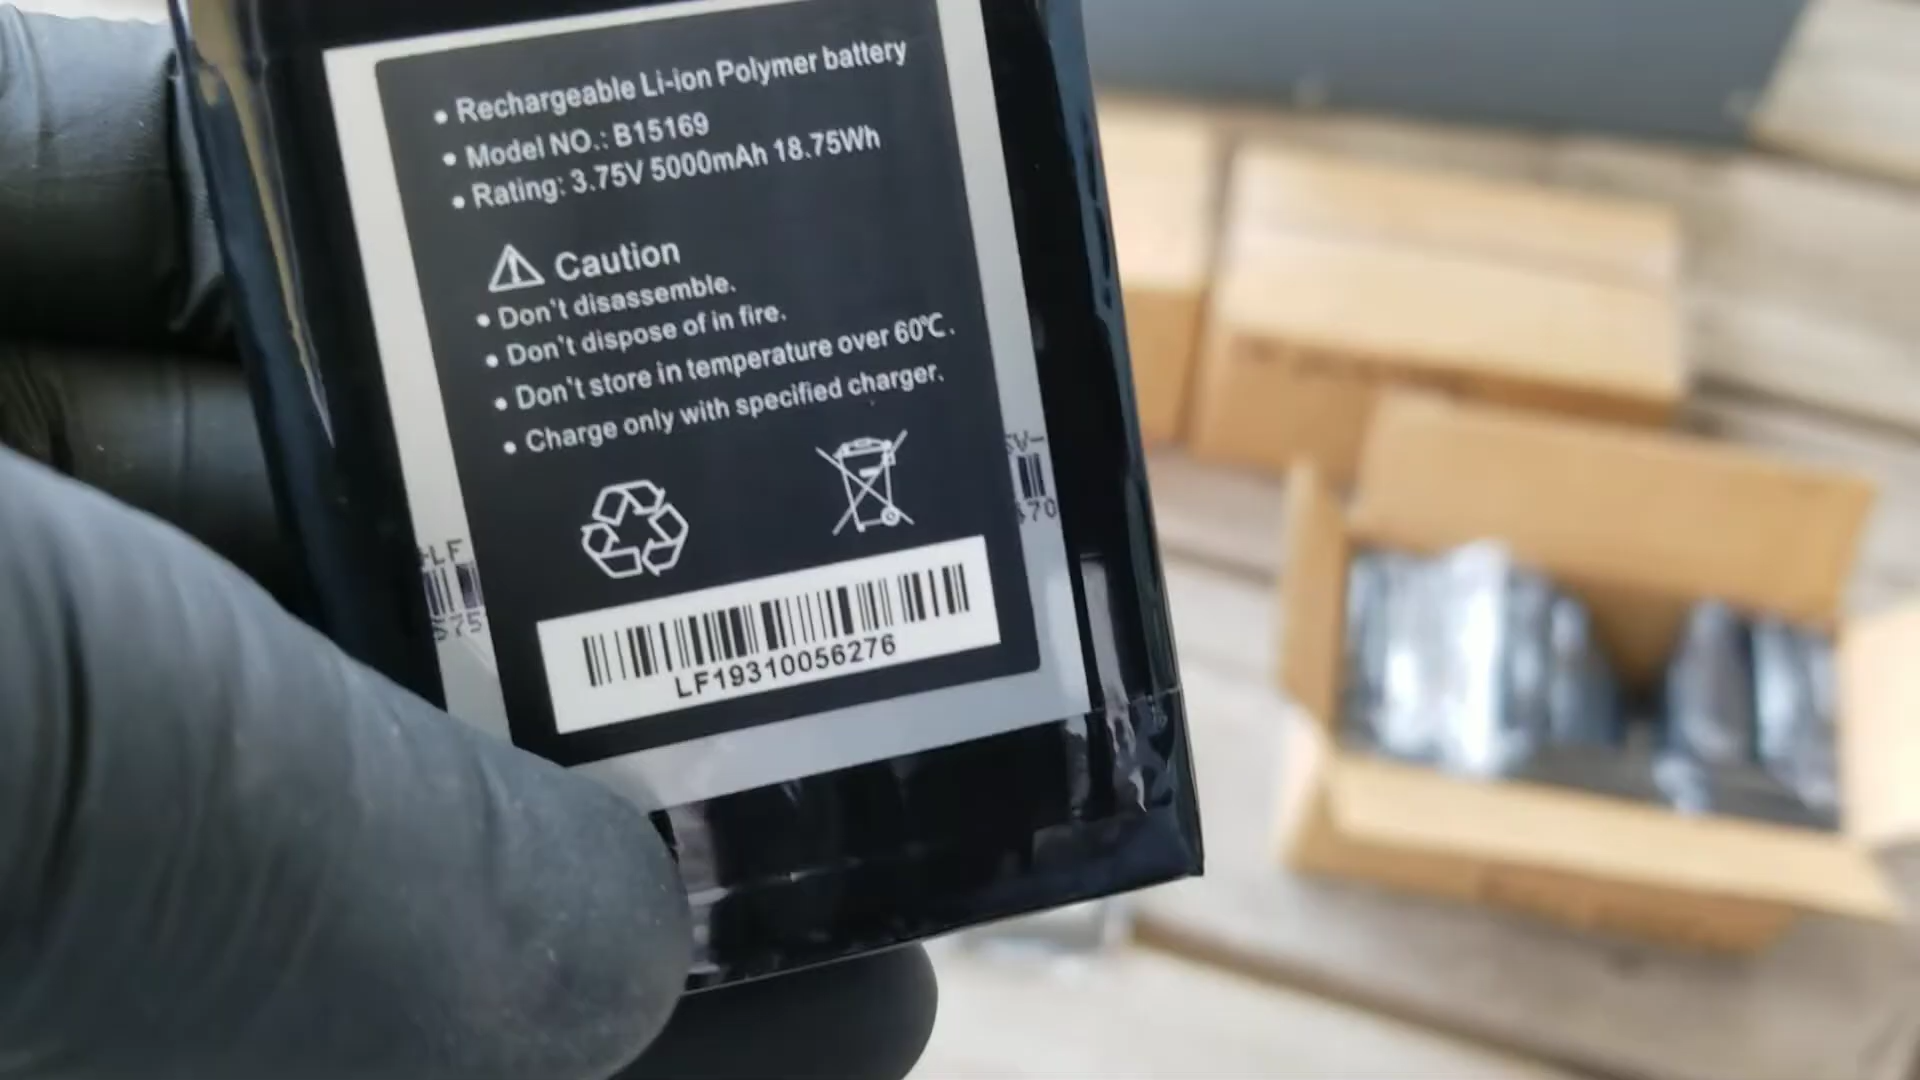 • Rechargeable Li-ion Polymer battery
• Model NO.: B15169
• Rating: 3.75V 5000mAh 18.75Wh
Caution
• Don't disassemble.
• Don't dispose of in fire.
• Don't store in temperature over 60℃.
• Charge only with specified charger.
LF19310056276